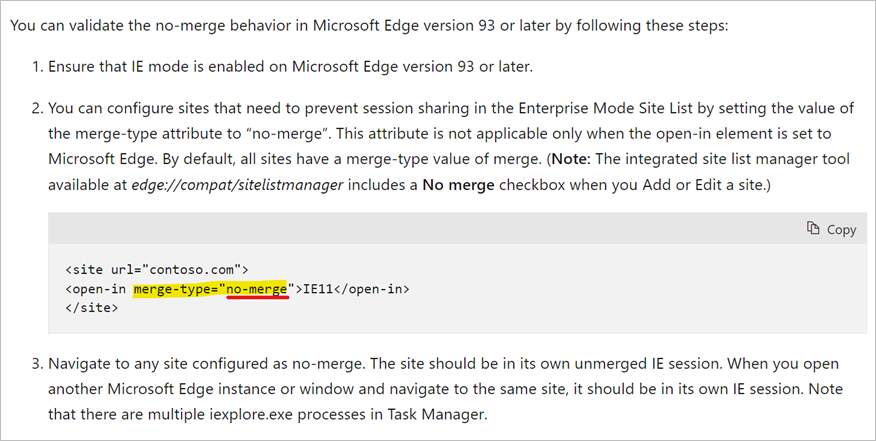 You can validate the no-merge behavior in Microsoft Edge version 93 or later by following these steps:
1. Ensure that IE mode is enabled on Microsoft Edge version 93 or later.
2. You can configure sites that need to prevent session sharing in the Enterprise Mode Site List by setting the value of
the merge-type attribute to “no-merge”. This attribute is not applicable only when the open-in element is set to
Microsoft Edge. By default, all sites have a merge-type value of merge. (Note: The integrated site list manager tool
available at edge://compat/sitelistmanager includes a No merge checkbox when you Add or Edit a site.)
Copy
<site url="contoso.com">
<open-in merge-type="no-merge">IE11</open-in>
</site>
3. Navigate to any site configured as no-merge. The site should be in its own unmerged IE session. When you open
another Microsoft Edge instance or window and navigate to the same site, it should be in its own IE session. Note
that there are multiple iexplore.exe processes in Task Manager.